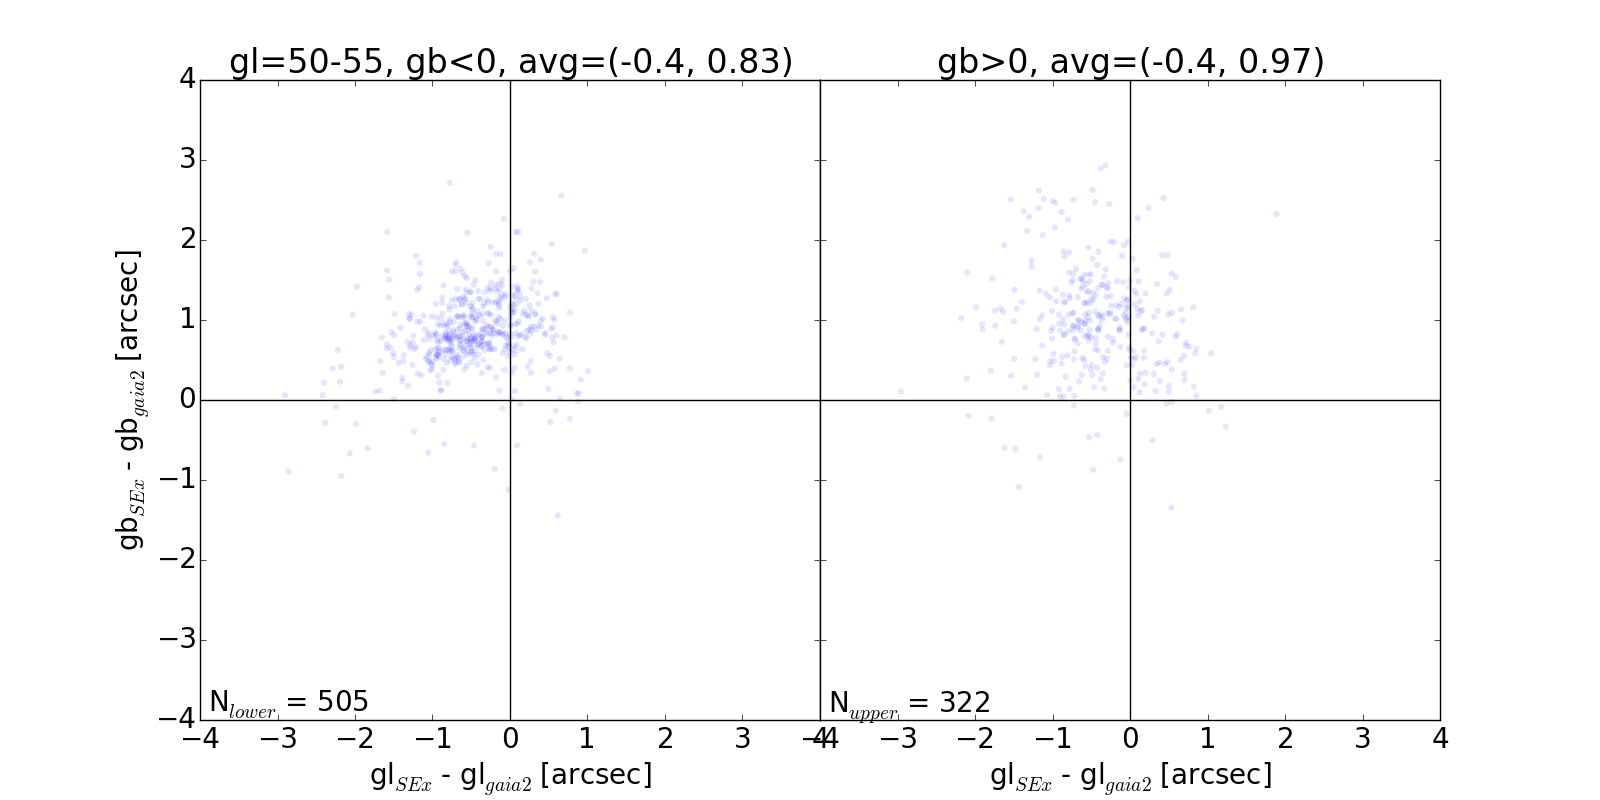 gl=50-55, gb<0, avg=(-0.4, 0.83)
gb>0, avg=(-0.4, 0.97)
4
3
2
1
0
−1
−2
−3
−4
gb_SEx - gb_gaia2 [arcsec]
N_lower = 505
N_upper = 322
−4 −3 −2 −1 0 1 2 3 4
−4 −3 −2 −1 0 1 2 3 4
gl_SEx - gl_gaia2 [arcsec]
gl_SEx - gl_gaia2 [arcsec]